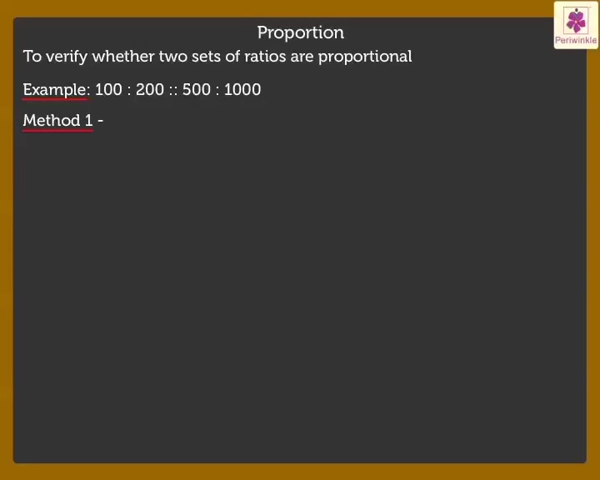 Proportion
Periwinkle
To verify whether two sets of ratios are proportional
Example: 100 : 200 :: 500 : 1000
Method 1 -